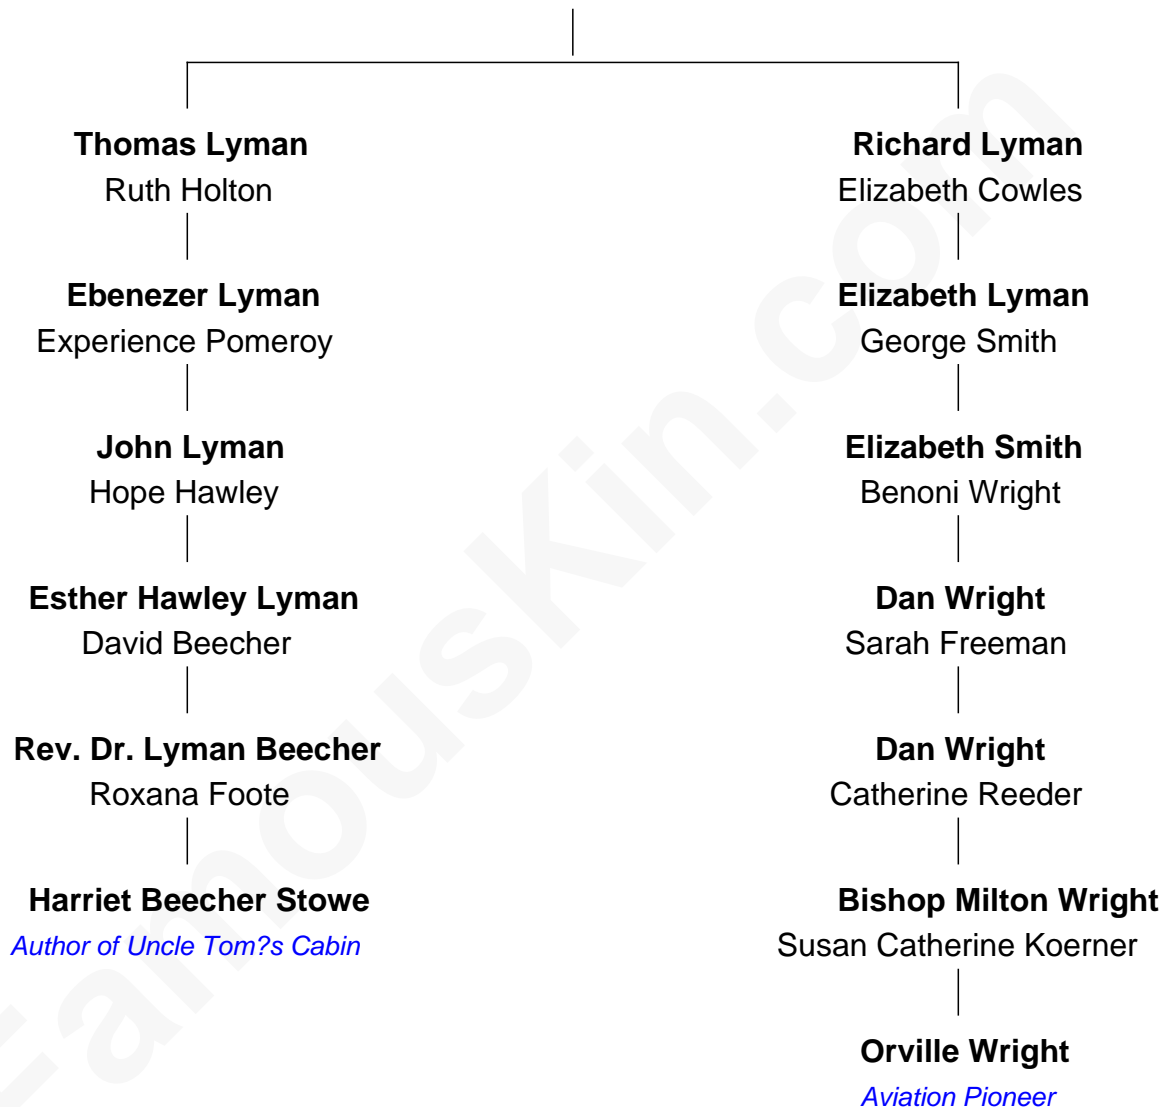 Thomas Lyman
Ruth Holton
Ebenezer Lyman
Experience Pomeroy
John Lyman
Hope Hawley
Esther Hawley Lyman
David Beecher
Rev. Dr. Lyman Beecher
Roxana Foote
Harriet Beecher Stowe
Author of Uncle Tom?s Cabin
Richard Lyman
Elizabeth Cowles
Elizabeth Lyman
George Smith
Elizabeth Smith
Benoni Wright
Dan Wright
Sarah Freeman
Dan Wright
Catherine Reeder
Bishop Milton Wright
Susan Catherine Koerner
Orville Wright
Aviation Pioneer
FamousKin.com